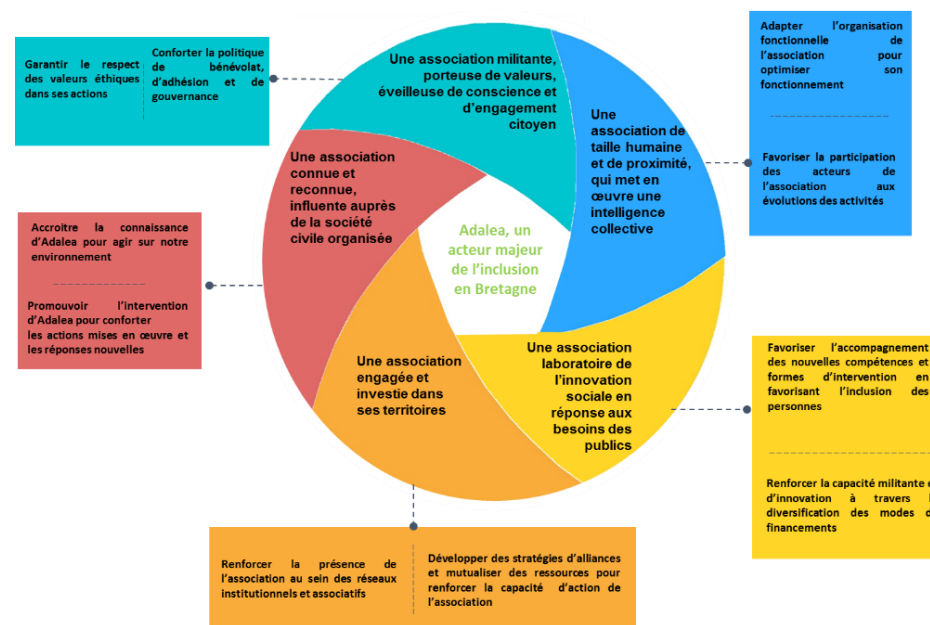 Garantir le respect
des valeurs éthiques
dans ses actions
Conforter la politique
de bénévolat,
d'adhésion et de
gouvernance
Une association militante,
porteuse de valeurs,
éveilleuse de conscience et
d'engagement
citoyen
Adapter l'organisation
fonctionnelle de
l'association pour
optimiser son
fonctionnement
Favoriser la participation
des acteurs de
l'association aux
évolutions des activités
Une
association de
taille humaine
et de proximité,
qui met en
œuvre une
intelligence
collective
Une association
connue et
reconnue,
influente auprès
de la société
civile organisée
Accroitre la connaissance
d'Adalea pour agir sur notre
environnement
Promouvoir l'intervention
d'Adalea pour conforter
les actions mises en œuvre et
les réponses nouvelles
Adalea, un
acteur majeur
de l'inclusion
en Bretagne
Une association
engagée et
investie dans
ses territoires
Une association
laboratoire de
l'innovation
sociale en
réponse aux
besoins des
publics
Favoriser l'accompagnement
des nouvelles compétences et
formes d'intervention en
favorisant l'inclusion des
personnes
Renforcer la capacité militante
d'innovation à travers
diversification des modes
financements
Renforcer la présence de
l'association au sein des réseaux
institutionnels et associatifs
Développer des stratégies d'alliances
et mutualiser des ressources pour
renforcer la capacité d'action de
l'association